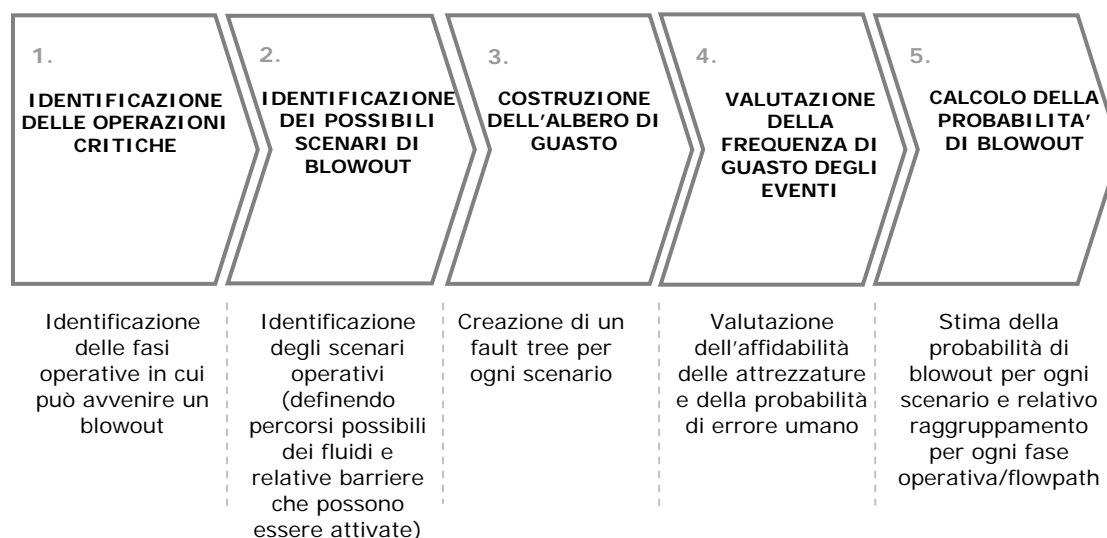 1.
IDENTIFICAZIONE
DELLE OPERAZIONI
CRITICHE
2.
IDENTIFICAZIONE
DEI POSSIBILI
SCENARI DI
BLOWOUT
3.
COSTRUZIONE
DELL'ALBERO DI
GUASTO
4.
VALUTAZIONE
DELLA
FREQUENZA DI
GUASTO DEGLI
EVENTI
5.
CALCOLO DELLA
PROBABILITA'
DI BLOWOUT
Identificazione
delle fasi
operative in cui
può avvenire un
blowout
Identificazione
degli scenari
operativi
(definendo
percorsi possibili
dei fluidi e
relative barriere
che possono
essere attivate)
Creazione di un
fault tree per
ogni scenario
Valutazione
dell'affidabilità
delle attrezzature
e della probabilità
di errore umano
Stima della
probabilità di
blowout per ogni
scenario e relativo
raggruppamento
per ogni fase
operativa/flowpath